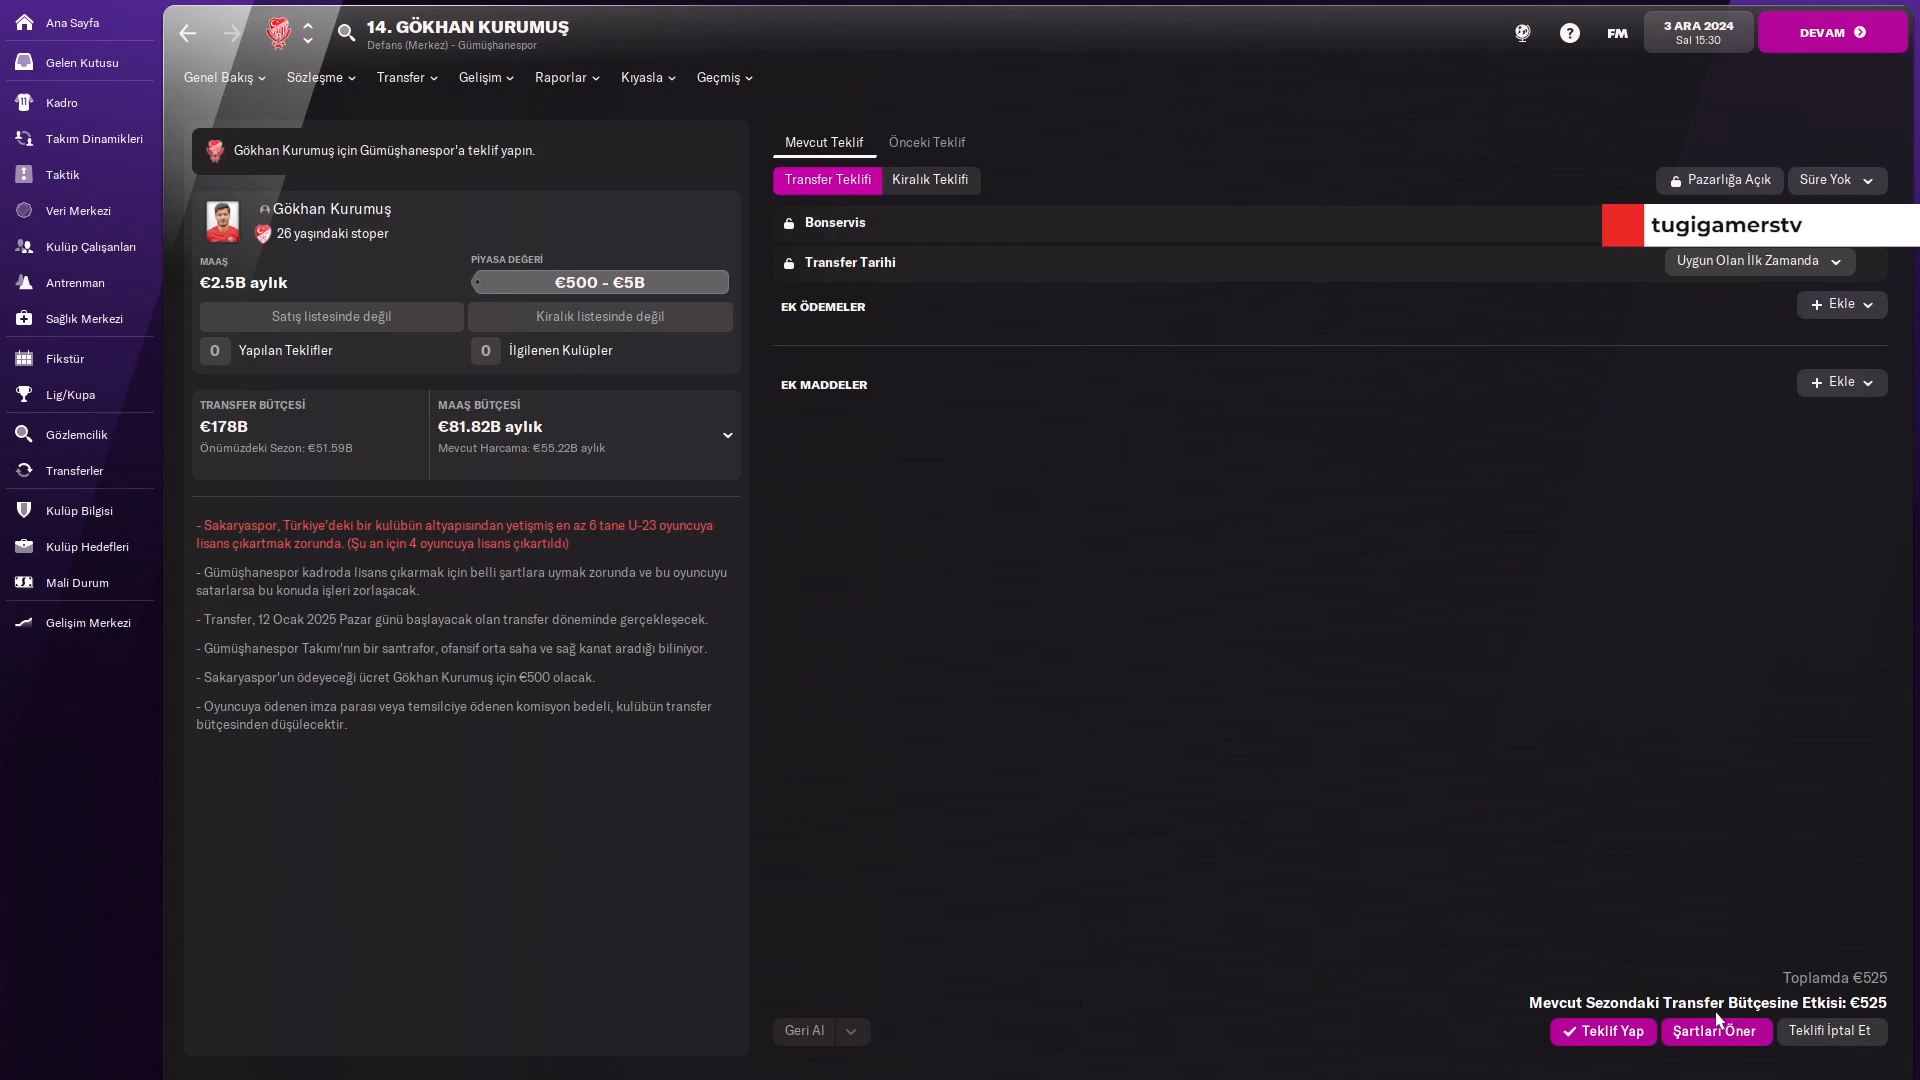 Ana Sayfa
Gelen Kutusu
Kadro
Takım Dinamikleri
Taktik
Veri Merkezi
Kulüp Çalışanları
Antrenman
Sağlık Merkezi
Fikstür
Lig/Kupa
Gözlemcilik
Transferler
Kulüp Bilgisi
Kulüp Hedefleri
Mali Durum
Gelişim Merkezi
14. GÖKHAN KURUMUŞ
Defans (Merkez) - Gümüşhanespor
FM
3 ARA 2024
Sal 15:30
DEVAM
Genel Bakış Sözleşme Transfer Gelişim Raporlar Kıyasla Geçmiş
Gökhan Kurumuş için Gümüşhanespor'a teklif yapın.
Gökhan Kurumuş
26 yaşındaki stoper
MAAŞ
€2.5B aylık
PİYASA DEĞERİ
€500 - €5B
Satış listesinde değil
Kiralık listesinde değil
0 Yapılan Teklifler
0 İlgilenen Kulüpler
TRANSFER BÜTÇESİ
€178B
Önümüzdeki Sezon: €51.59B
MAAŞ BÜTÇESİ
€81.82B aylık
Mevcut Harcama: €55.22B aylık
- Sakaryaspor, Türkiye'deki bir kulübün altyapısından yetişmiş en az 6 tane U-23 oyuncuya
lisans çıkartmak zorunda. (Şu an için 4 oyuncuya lisans çıkartıldı)
- Gümüşhanespor kadroda lisans çıkarmak için belli şartlara uymak zorunda ve bu oyuncuyu
satarlarsa bu konuda işleri zorlaşacak.
- Transfer, 12 Ocak 2025 Pazar günü başlayacak olan transfer döneminde gerçekleşecek.
- Gümüşhanespor Takımı'nın bir santrafor, ofansif orta saha ve sağ kanat aradığı biliniyor.
- Sakaryaspor'un ödeyeceği ücret Gökhan Kurumuş için €500 olacak.
- Oyuncuya ödenen imza parası veya temsilciye ödenen komisyon bedeli, kulübün transfer
bütçesinden düşülecektir.
Mevcut Teklif Önceki Teklif
Transfer Teklifi Kiralık Teklifi
Pazarlığa Açık Süre Yok
Bonservis
tugigamerstv
Transfer Tarihi
Uygun Olan İlk Zamanda
EK ÖDEMELER
+ Ekle
EK MADDELER
+ Ekle
Toplamda €525
Mevcut Sezondaki Transfer Bütçesine Etkisi: €525
Geri Al
Teklif Yap Şartları Öner Teklifi İptal Et